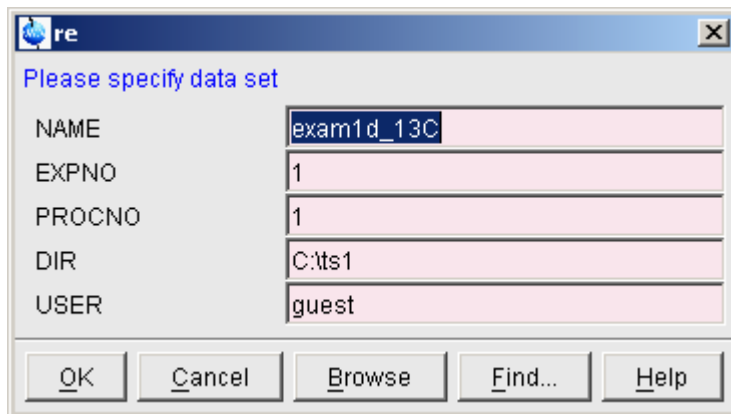 re
Please specify data set
NAME exam1d_13C
EXPNO 1
PROCNO 1
DIR C:\ts1
USER guest
OK Cancel Browse Find... Help